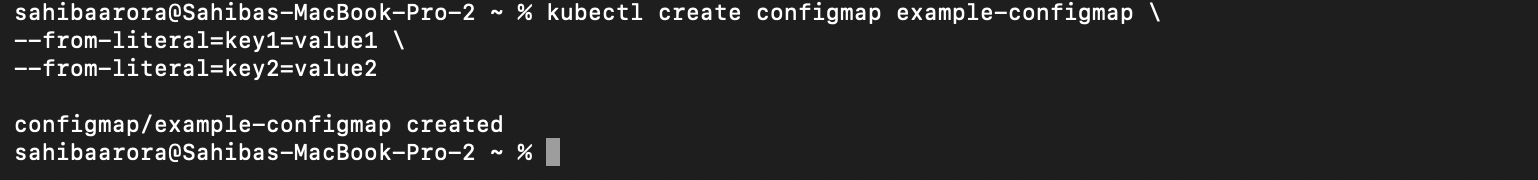 sahibaarora@Sahibas-MacBook-Pro-2 ~ % kubectl create configmap example-configmap \
--from-literal=key1=value1 \
--from-literal=key2=value2
configmap/example-configmap created
sahibaarora@Sahibas-MacBook-Pro-2 ~ %